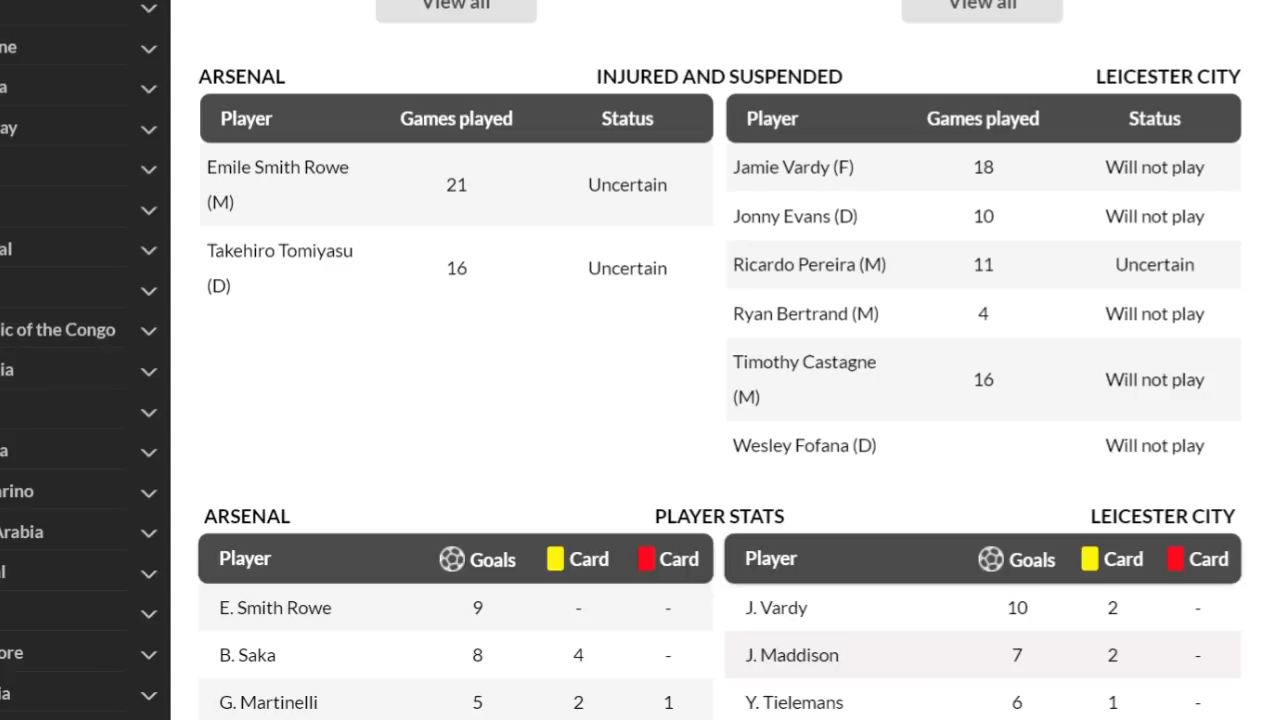 View all
View all
ne
a
ay
al
ic of the Congo
ia
a
arino
Arabia
l
ore
ia
ARSENAL INJURED AND SUSPENDED LEICESTER CITY
Player Games played Status Player Games played Status
Emile Smith Rowe
(M) 21 Uncertain
Takehiro Tomiyasu
(D) 16 Uncertain
Jamie Vardy (F) 18 Will not play
Jonny Evans (D) 10 Will not play
Ricardo Pereira (M) 11 Uncertain
Ryan Bertrand (M) 4 Will not play
Timothy Castagne
(M) 16 Will not play
Wesley Fofana (D) Will not play
ARSENAL PLAYER STATS LEICESTER CITY
Player Goals Card Card Player Goals Card Card
E. Smith Rowe 9 - - J. Vardy 10 2 -
B. Saka 8 4 - J. Maddison 7 2 -
G. Martinelli 5 2 1 Y. Tielemans 6 1 -